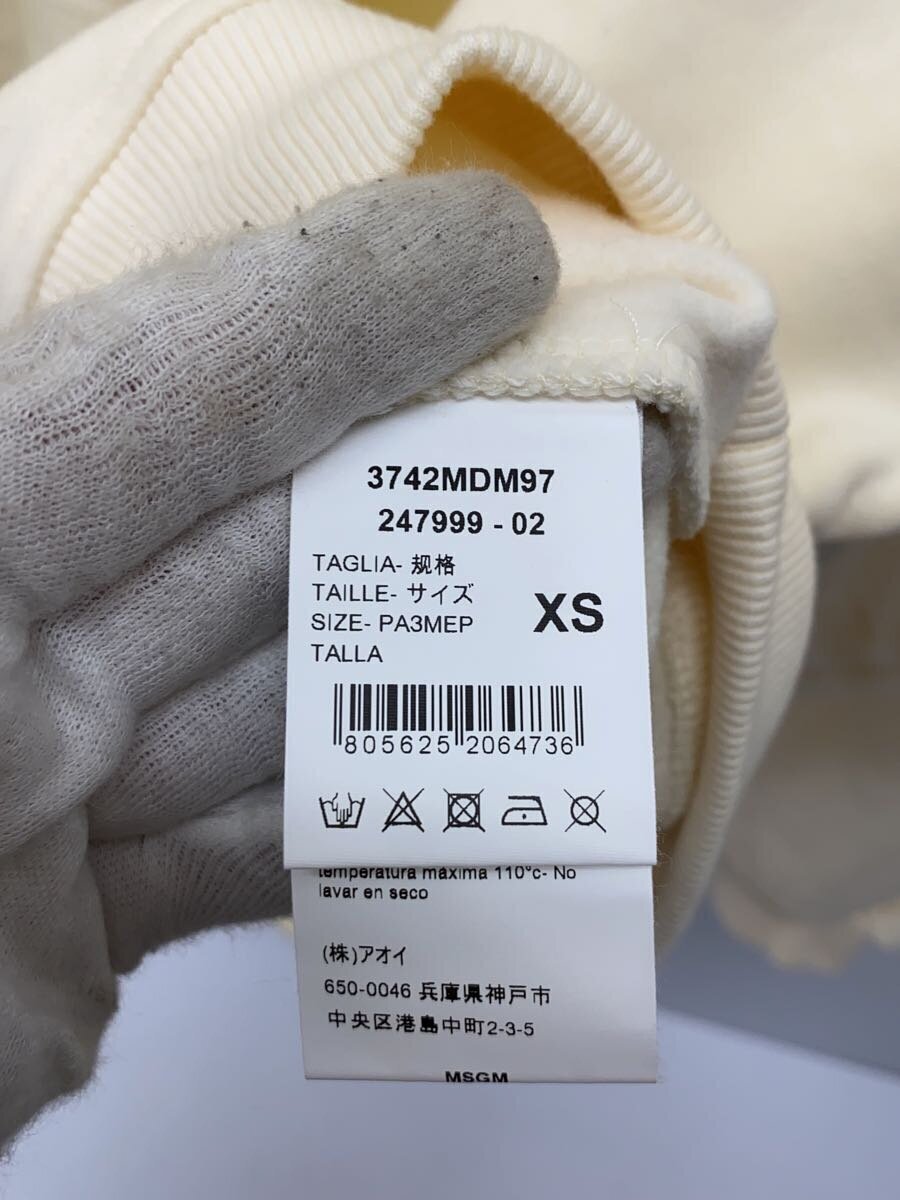 3742MDM97
247999 - 02
TAGLIA- 规格
TAILLE- サイズ
SIZE- PA3MEP
TALLA
XS
805625 2064736
temperatura máxima 110°c- No
lavar en seco
(株)アオイ
650-0046 兵庫県神戸市
中央区港島中町2-3-5
MSGM